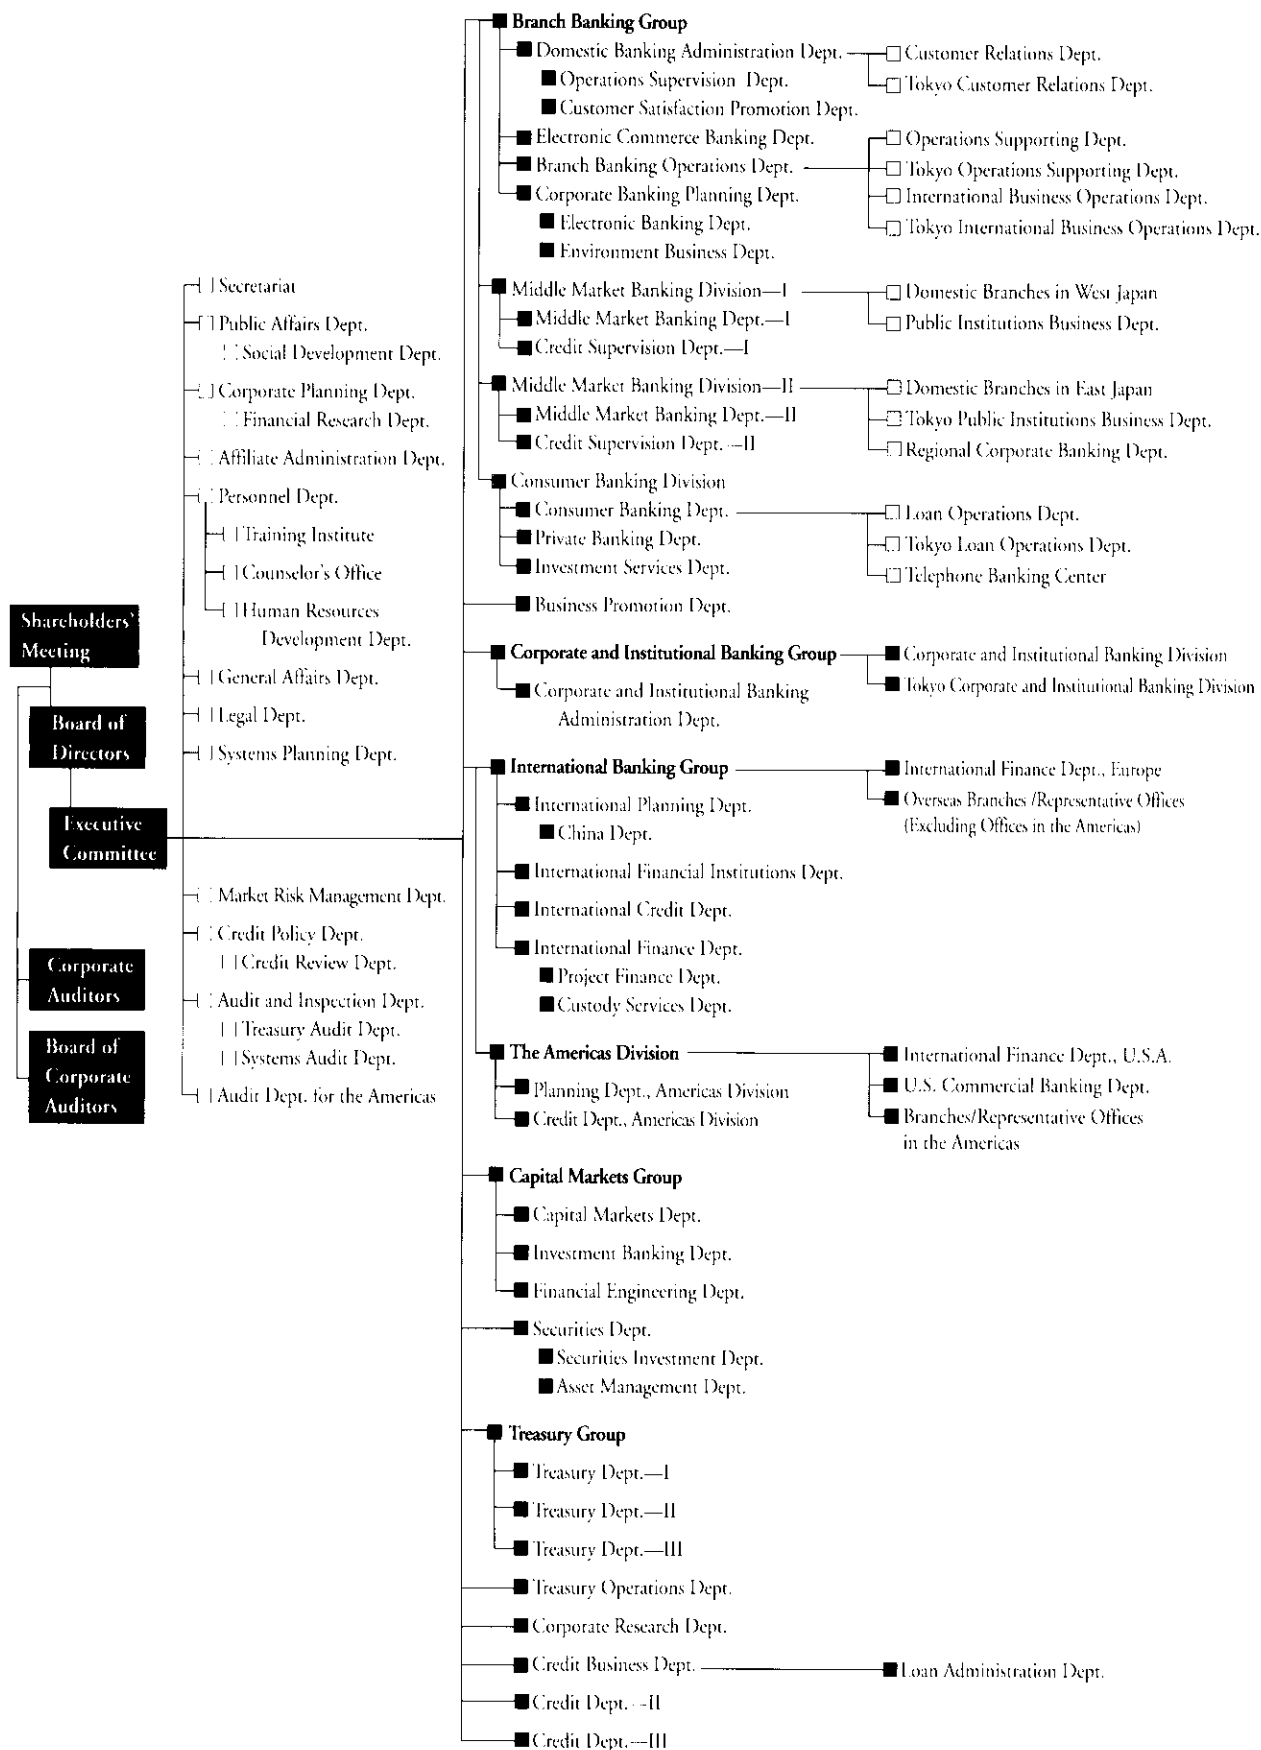 Shareholders'
Meeting
Board of
Directors
Executive
Committee
Corporate
Auditors
Board of
Corporate
Auditors
Secretariat
Public Affairs Dept.
Social Development Dept.
Corporate Planning Dept.
Financial Research Dept.
Affiliate Administration Dept.
Personnel Dept.
Training Institute
Counselor's Office
Human Resources
Development Dept.
General Affairs Dept.
Legal Dept.
Systems Planning Dept.
Market Risk Management Dept.
Credit Policy Dept.
Credit Review Dept.
Audit and Inspection Dept.
Treasury Audit Dept.
Systems Audit Dept.
Audit Dept. for the Americas
Branch Banking Group
Domestic Banking Administration Dept.
Operations Supervision Dept.
Customer Satisfaction Promotion Dept.
Electronic Commerce Banking Dept.
Branch Banking Operations Dept.
Corporate Banking Planning Dept.
Electronic Banking Dept.
Environment Business Dept.
Middle Market Banking Division—I
Middle Market Banking Dept.—I
Credit Supervision Dept.—I
Middle Market Banking Division—II
Middle Market Banking Dept.—II
Credit Supervision Dept.—II
Consumer Banking Division
Consumer Banking Dept.
Private Banking Dept.
Investment Services Dept.
Business Promotion Dept.
Corporate and Institutional Banking Group
Corporate and Institutional Banking
Administration Dept.
International Banking Group
International Planning Dept.
China Dept.
International Financial Institutions Dept.
International Credit Dept.
International Finance Dept.
Project Finance Dept.
Custody Services Dept.
The Americas Division
Planning Dept., Americas Division
Credit Dept., Americas Division
Capital Markets Group
Capital Markets Dept.
Investment Banking Dept.
Financial Engineering Dept.
Securities Dept.
Securities Investment Dept.
Asset Management Dept.
Treasury Group
Treasury Dept.—I
Treasury Dept.—II
Treasury Dept.—III
Treasury Operations Dept.
Corporate Research Dept.
Credit Business Dept.
Credit Dept.—II
Credit Dept.—III
Customer Relations Dept.
Tokyo Customer Relations Dept.
Operations Supporting Dept.
Tokyo Operations Supporting Dept.
International Business Operations Dept.
Tokyo International Business Operations Dept.
Domestic Branches in West Japan
Public Institutions Business Dept.
Domestic Branches in East Japan
Tokyo Public Institutions Business Dept.
Regional Corporate Banking Dept.
Loan Operations Dept.
Tokyo Loan Operations Dept.
Telephone Banking Center
Corporate and Institutional Banking Division
Tokyo Corporate and Institutional Banking Division
International Finance Dept., Europe
Overseas Branches /Representative Offices
(Excluding Offices in the Americas)
International Finance Dept., U.S.A.
U.S. Commercial Banking Dept.
Branches/Representative Offices
in the Americas
Loan Administration Dept.